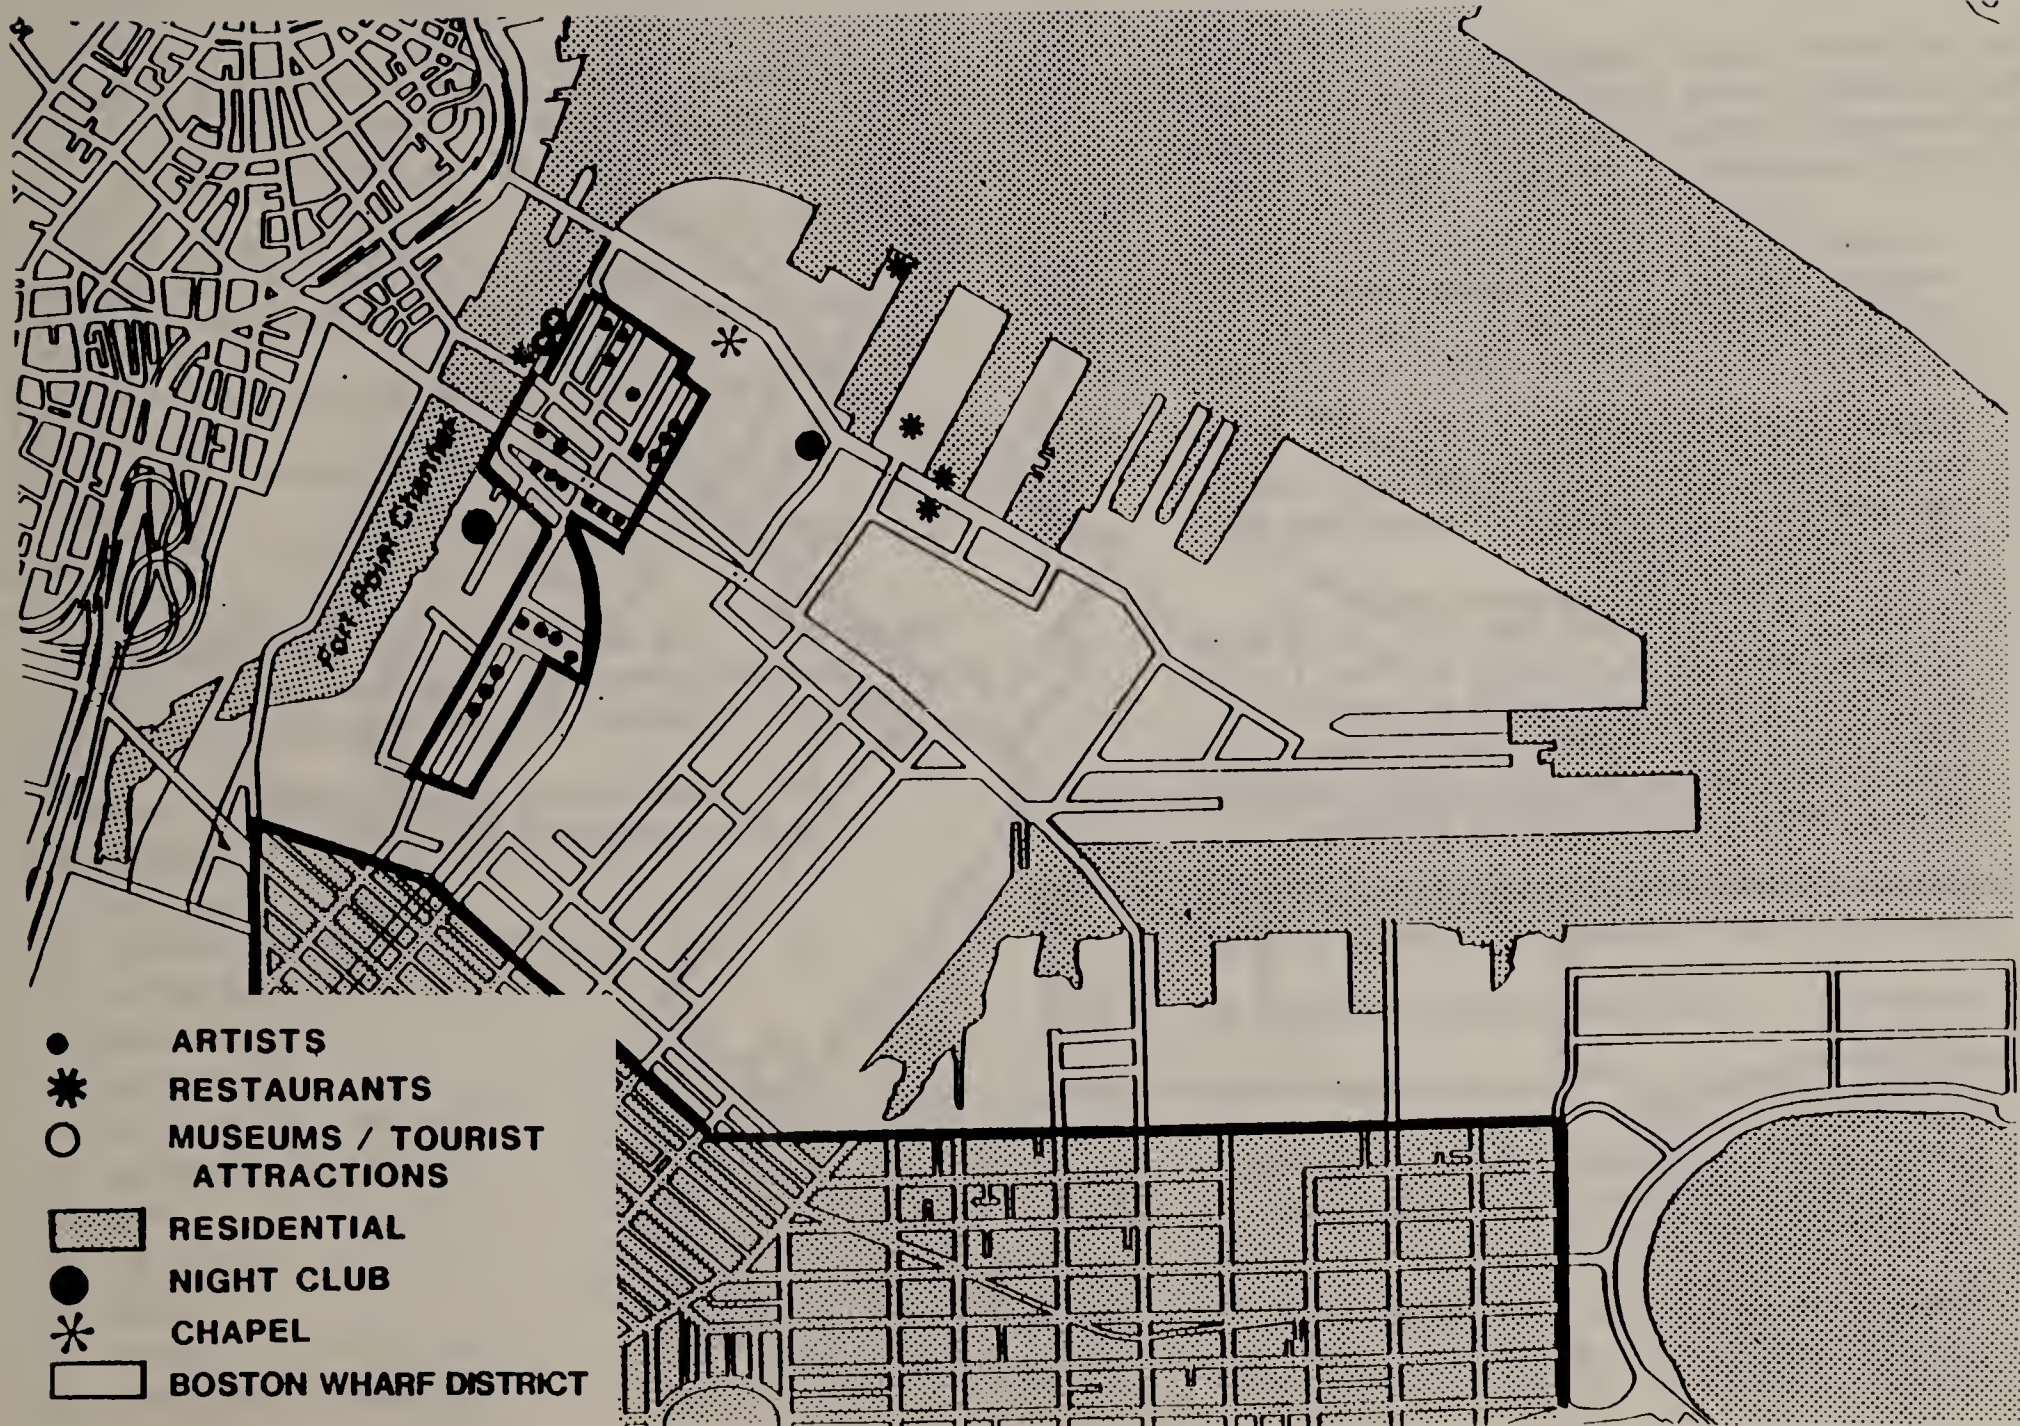 Fort Point Channel
ARTISTS
RESTAURANTS
MUSEUMS / TOURIST
ATTRACTIONS
RESIDENTIAL
NIGHT CLUB
CHAPEL
BOSTON WHARF DISTRICT